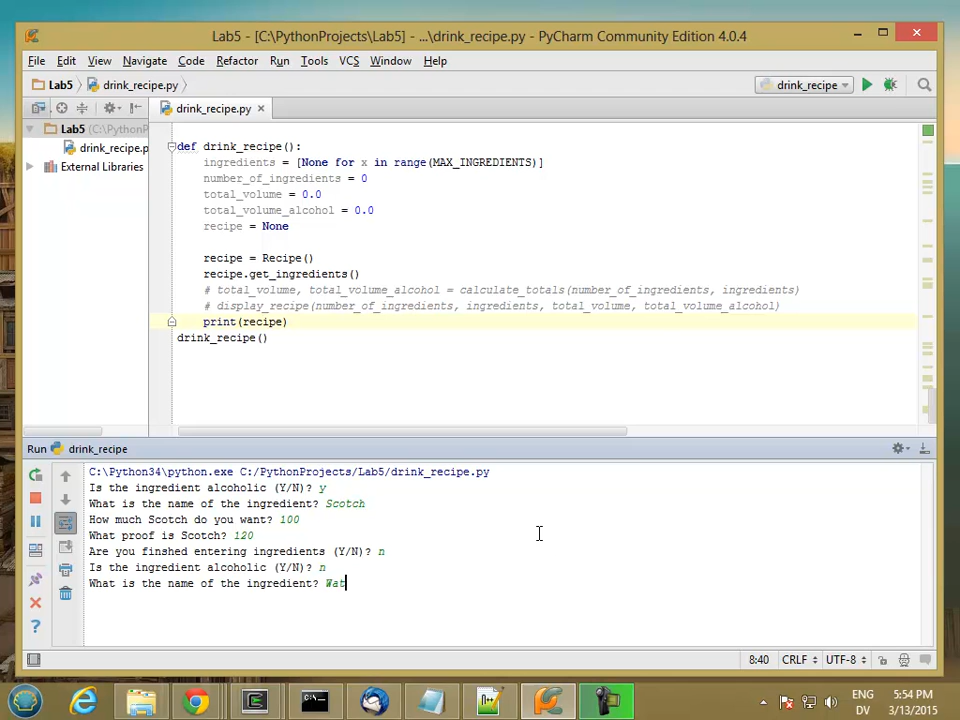 Lab5 - [C:\PythonProjects\Lab5] - ...\drink_recipe.py - PyCharm Community Edition 4.0.4
File Edit View Navigate Code Refactor Run Tools VCS Window Help
Lab5 drink_recipe.py drink_recipe
drink_recipe.py
Lab5 (C:\PythonP
drink_recipe.p
External Libraries
def drink_recipe():
ingredients = [None for x in range(MAX_INGREDIENTS)]
number_of_ingredients = 0
total_volume = 0.0
total_volume_alcohol = 0.0
recipe = None
recipe = Recipe()
recipe.get_ingredients()
# total_volume, total_volume_alcohol = calculate_totals(number_of_ingredients, ingredients)
# display_recipe(number_of_ingredients, ingredients, total_volume, total_volume_alcohol)
print(recipe)
drink_recipe()
Run drink_recipe
C:\Python34\python.exe C:/PythonProjects/Lab5/drink_recipe.py
Is the ingredient alcoholic (Y/N)? y
What is the name of the ingredient? Scotch
How much Scotch do you want? 100
What proof is Scotch? 120
Are you finshed entering ingredients (Y/N)? n
Is the ingredient alcoholic (Y/N)? n
What is the name of the ingredient? Wat
8:40 CRLF UTF-8
ENG 5:54 PM
DV 3/13/2015